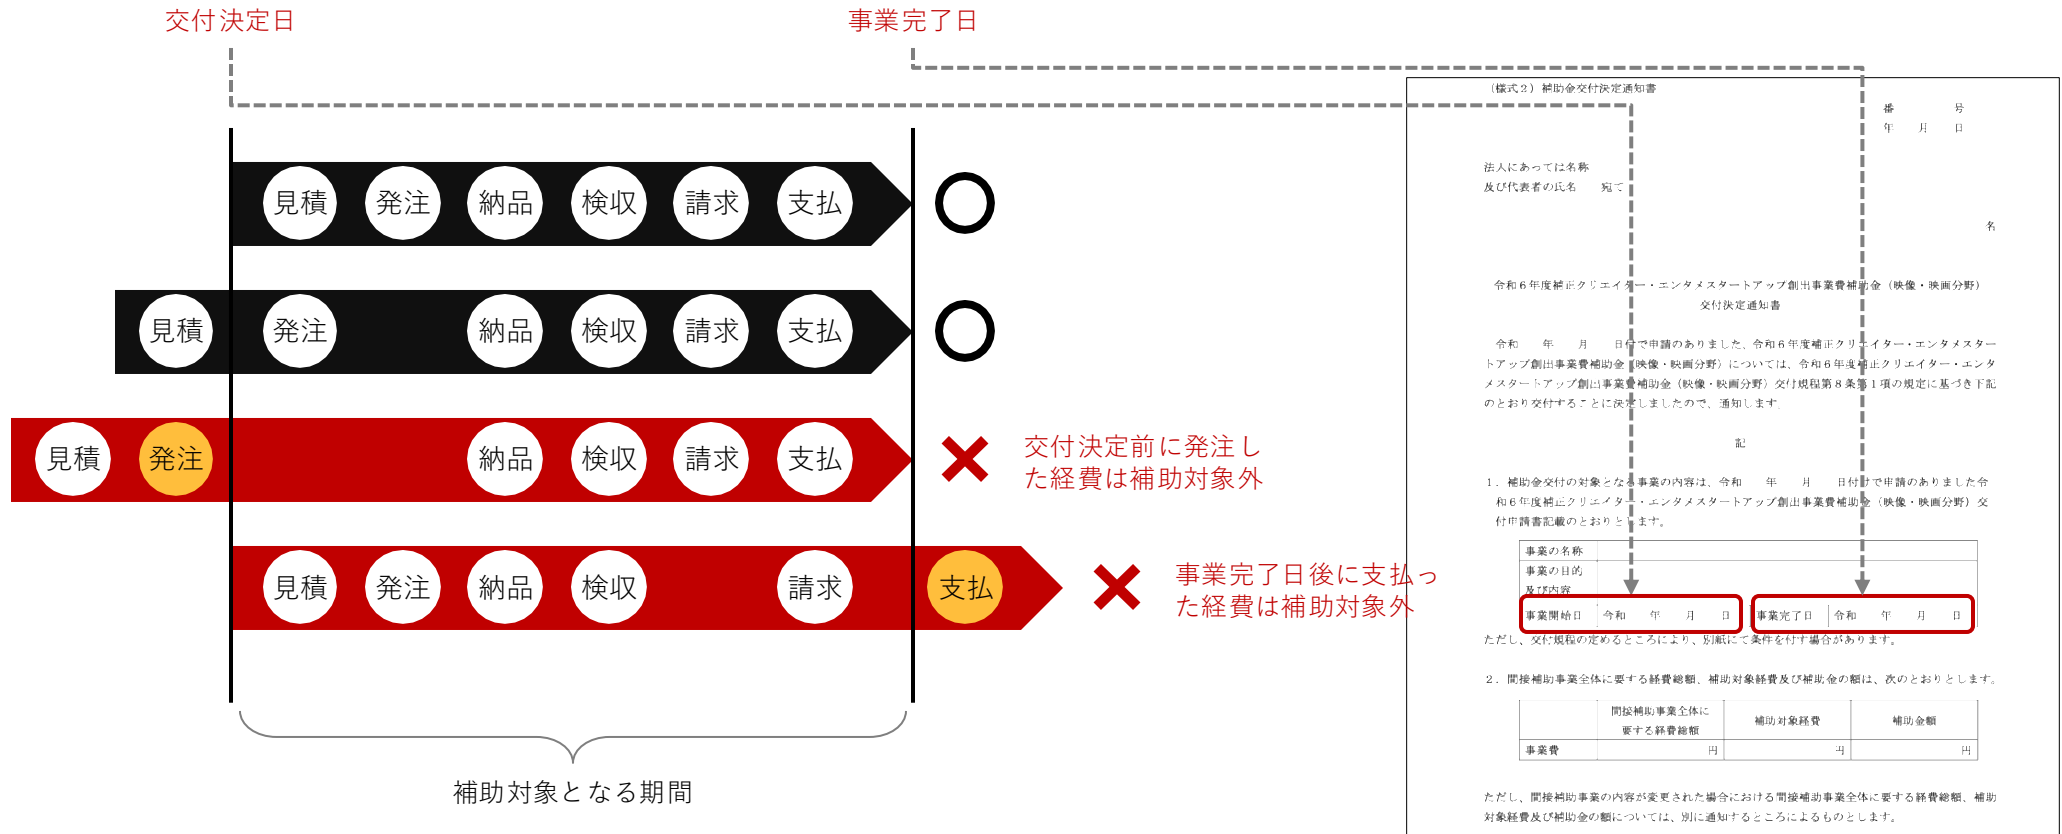 交付決定日
事業完了日
見積 発注 納品 検収 請求 支払
見積 発注 納品 検収 請求 支払
見積 発注 納品 検収 請求 支払
交付決定前に発注し
た経費は補助対象外
見積 発注 納品 検収 請求 支払
事業完了日後に支払っ
た経費は補助対象外
補助対象となる期間
（様式２）補助金交付決定通知書
番　　　号
年　月　日
法人にあっては名称
及び代表者の氏名　　宛て
名
令和６年度補正クリエイター・エンタメスタートアップ創出事業費補助金（映像・映画分野）
交付決定通知書
令和　　年　　月　　日付で申請のありました、令和６年度補正クリエイター・エンタメスター
トアップ創出事業費補助金（映像・映画分野）については、令和６年度補正クリエイター・エンタ
メスタートアップ創出事業費補助金（映像・映画分野）交付規程第８条第１項の規定に基づき下記
のとおり交付することに決定しましたので、通知します。
記
１．補助金交付の対象となる事業の内容は、令和　　年　　月　　日付けで申請のありました令
和６年度補正クリエイター・エンタメスタートアップ創出事業費補助金（映像・映画分野）交
付申請書記載のとおりとします。
事業の名称
事業の目的
及び内容
事業開始日 令和　　年　　月　　日 事業完了日 令和　　年　　月　　日
ただし、交付規程の定めるところにより、別紙にて条件を付す場合があります。
２．間接補助事業全体に要する経費総額、補助対象経費及び補助金の額は、次のとおりとします。
間接補助事業全体に
要する経費総額
補助対象経費
補助金額
事業費 円 円 円
ただし、間接補助事業の内容が変更された場合における間接補助事業全体に要する経費総額、補助
対象経費及び補助金の額については、別に通知するところによるものとします。